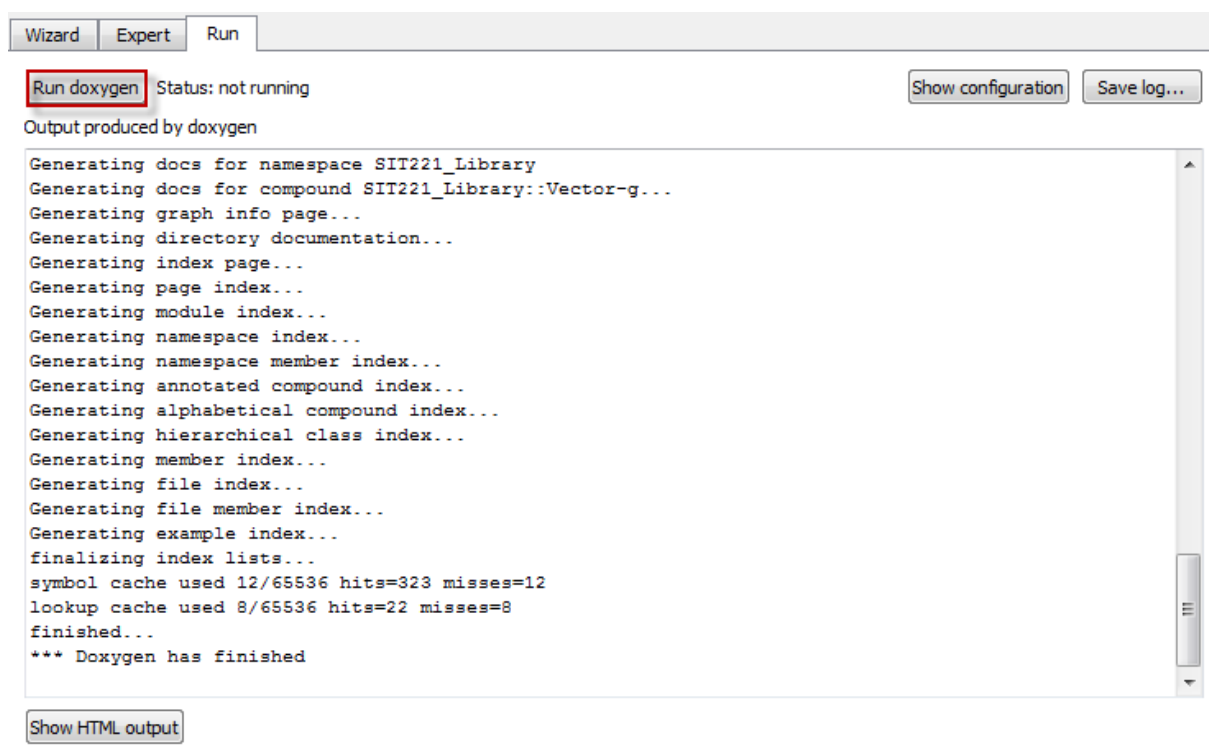 Wizard Expert Run
Run doxygen Status: not running Show configuration Save log...
Output produced by doxygen
Generating docs for namespace SIT221_Library
Generating docs for compound SIT221_Library::Vector-g...
Generating graph info page...
Generating directory documentation...
Generating index page...
Generating page index...
Generating module index...
Generating namespace index...
Generating namespace member index...
Generating annotated compound index...
Generating alphabetical compound index...
Generating hierarchical class index...
Generating member index...
Generating file index...
Generating file member index...
Generating example index...
finalizing index lists...
symbol cache used 12/65536 hits=323 misses=12
lookup cache used 8/65536 hits=22 misses=8
finished...
*** Doxygen has finished
Show HTML output